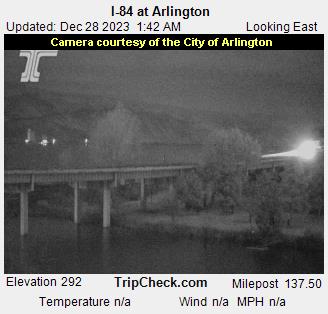 I-84 at Arlington
Updated: Dec 28 2023 1:42 AM Looking East
Camera courtesy of the City of Arlington
Elevation 292 TripCheck.com Milepost 137.50
Temperature n/a Wind n/a MPH n/a